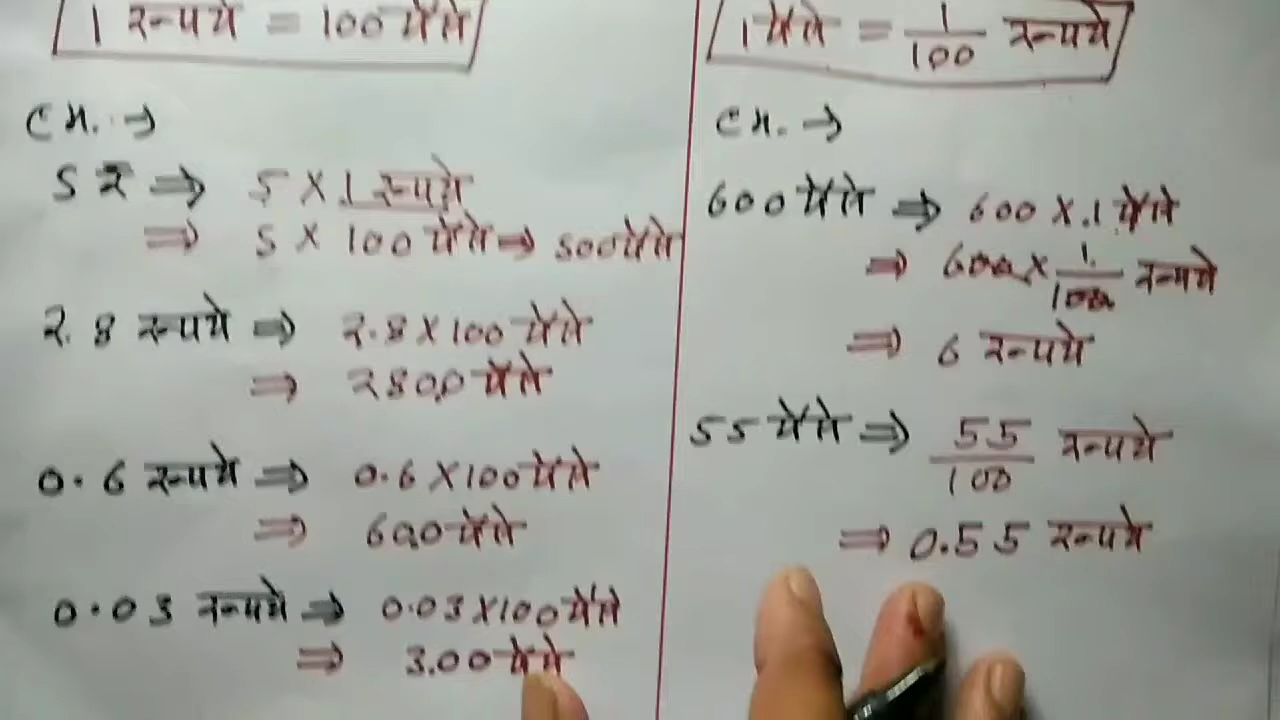 1 रुपये = 100 पैसे
Ex. →
5 रु ⇒ 5 × 1 रुपये
⇒ 5 × 100 पैसे ⇒ 500 पैसे
2.8 रुपये ⇒ 2.8 × 100 पैसे
⇒ 280.0 पैसे
0.6 रुपये ⇒ 0.6 × 100 पैसे
⇒ 60.0 पैसे
0.03 रुपये ⇒ 0.03 × 100 पैसे
⇒ 3.00 पैसे
1 पैसे = 1/100 रुपये
Ex. →
600 पैसे ⇒ 600 × 1 पैसे
⇒ 600 × 1/100 रुपये
⇒ 6 रुपये
55 पैसे ⇒ 55/100 रुपये
⇒ 0.55 रुपये